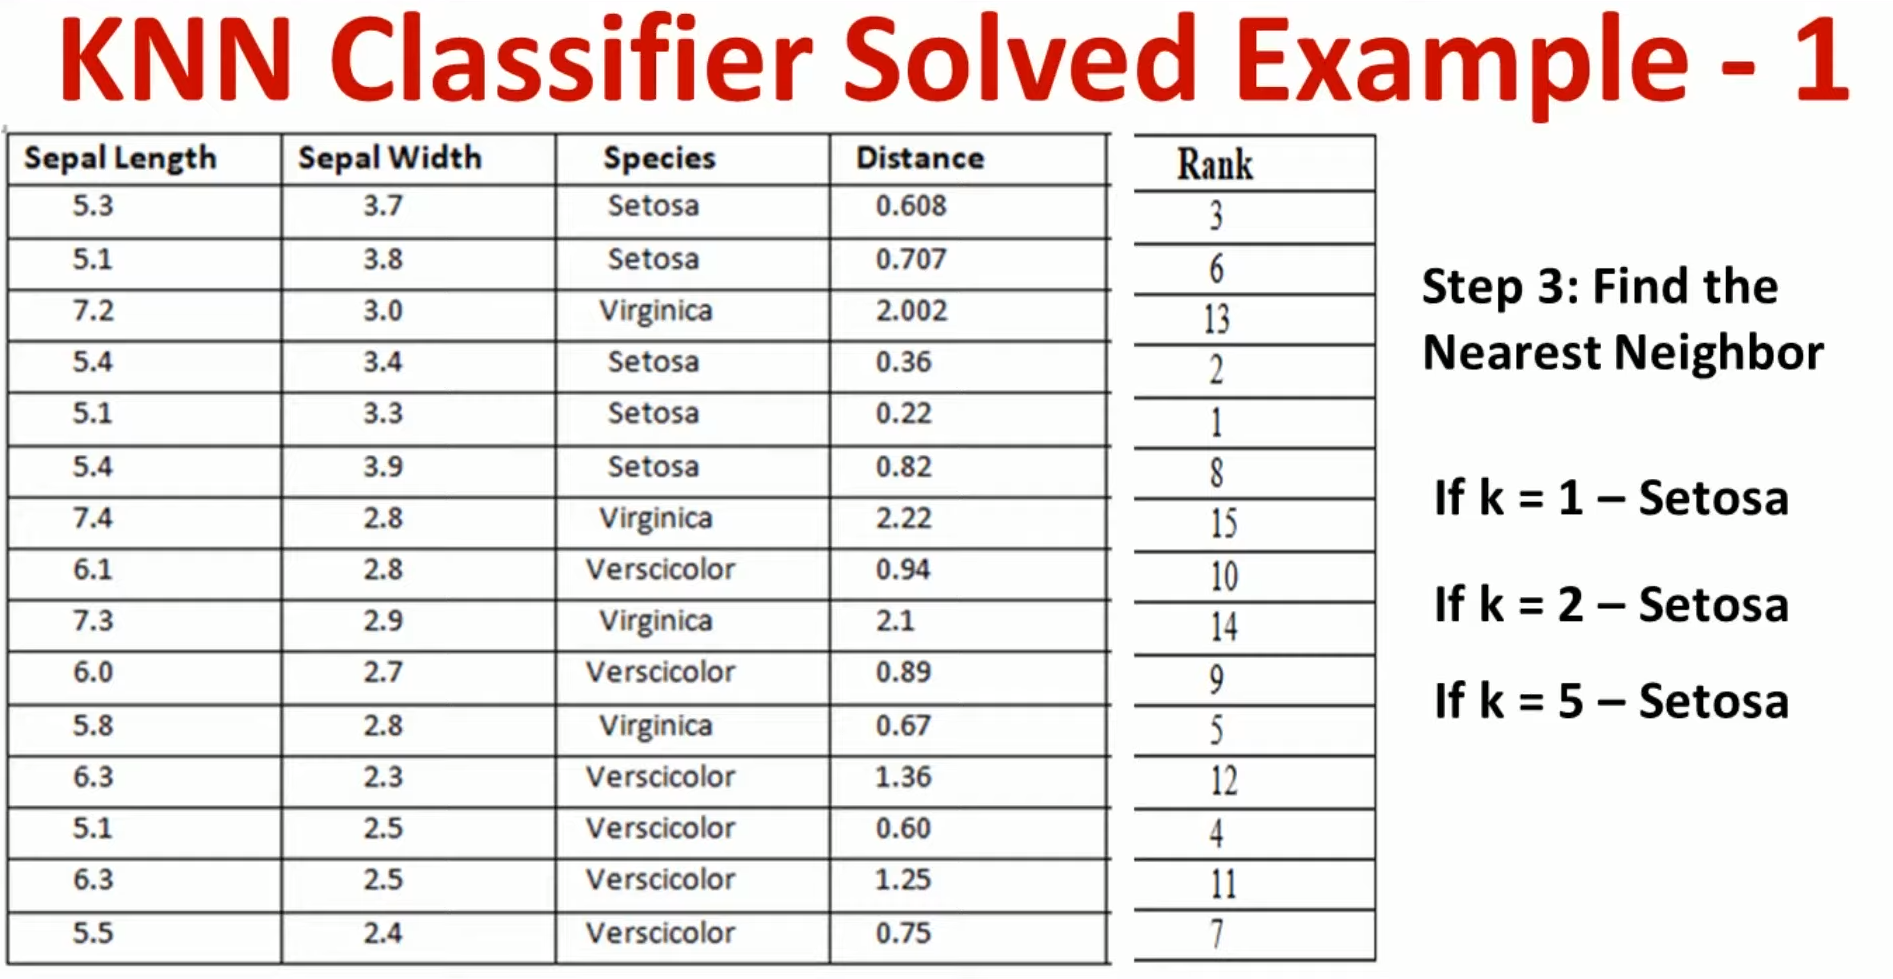 KNN Classifier Solved Example - 1
Sepal Length Sepal Width Species Distance Rank
5.3 3.7 Setosa 0.608 3
5.1 3.8 Setosa 0.707 6
7.2 3.0 Virginica 2.002 13
5.4 3.4 Setosa 0.36 2
5.1 3.3 Setosa 0.22 1
5.4 3.9 Setosa 0.82 8
7.4 2.8 Virginica 2.22 15
6.1 2.8 Verscicolor 0.94 10
7.3 2.9 Virginica 2.1 14
6.0 2.7 Verscicolor 0.89 9
5.8 2.8 Virginica 0.67 5
6.3 2.3 Verscicolor 1.36 12
5.1 2.5 Verscicolor 0.60 4
6.3 2.5 Verscicolor 1.25 11
5.5 2.4 Verscicolor 0.75 7
Step 3: Find the
Nearest Neighbor
If k = 1 – Setosa
If k = 2 – Setosa
If k = 5 – Setosa